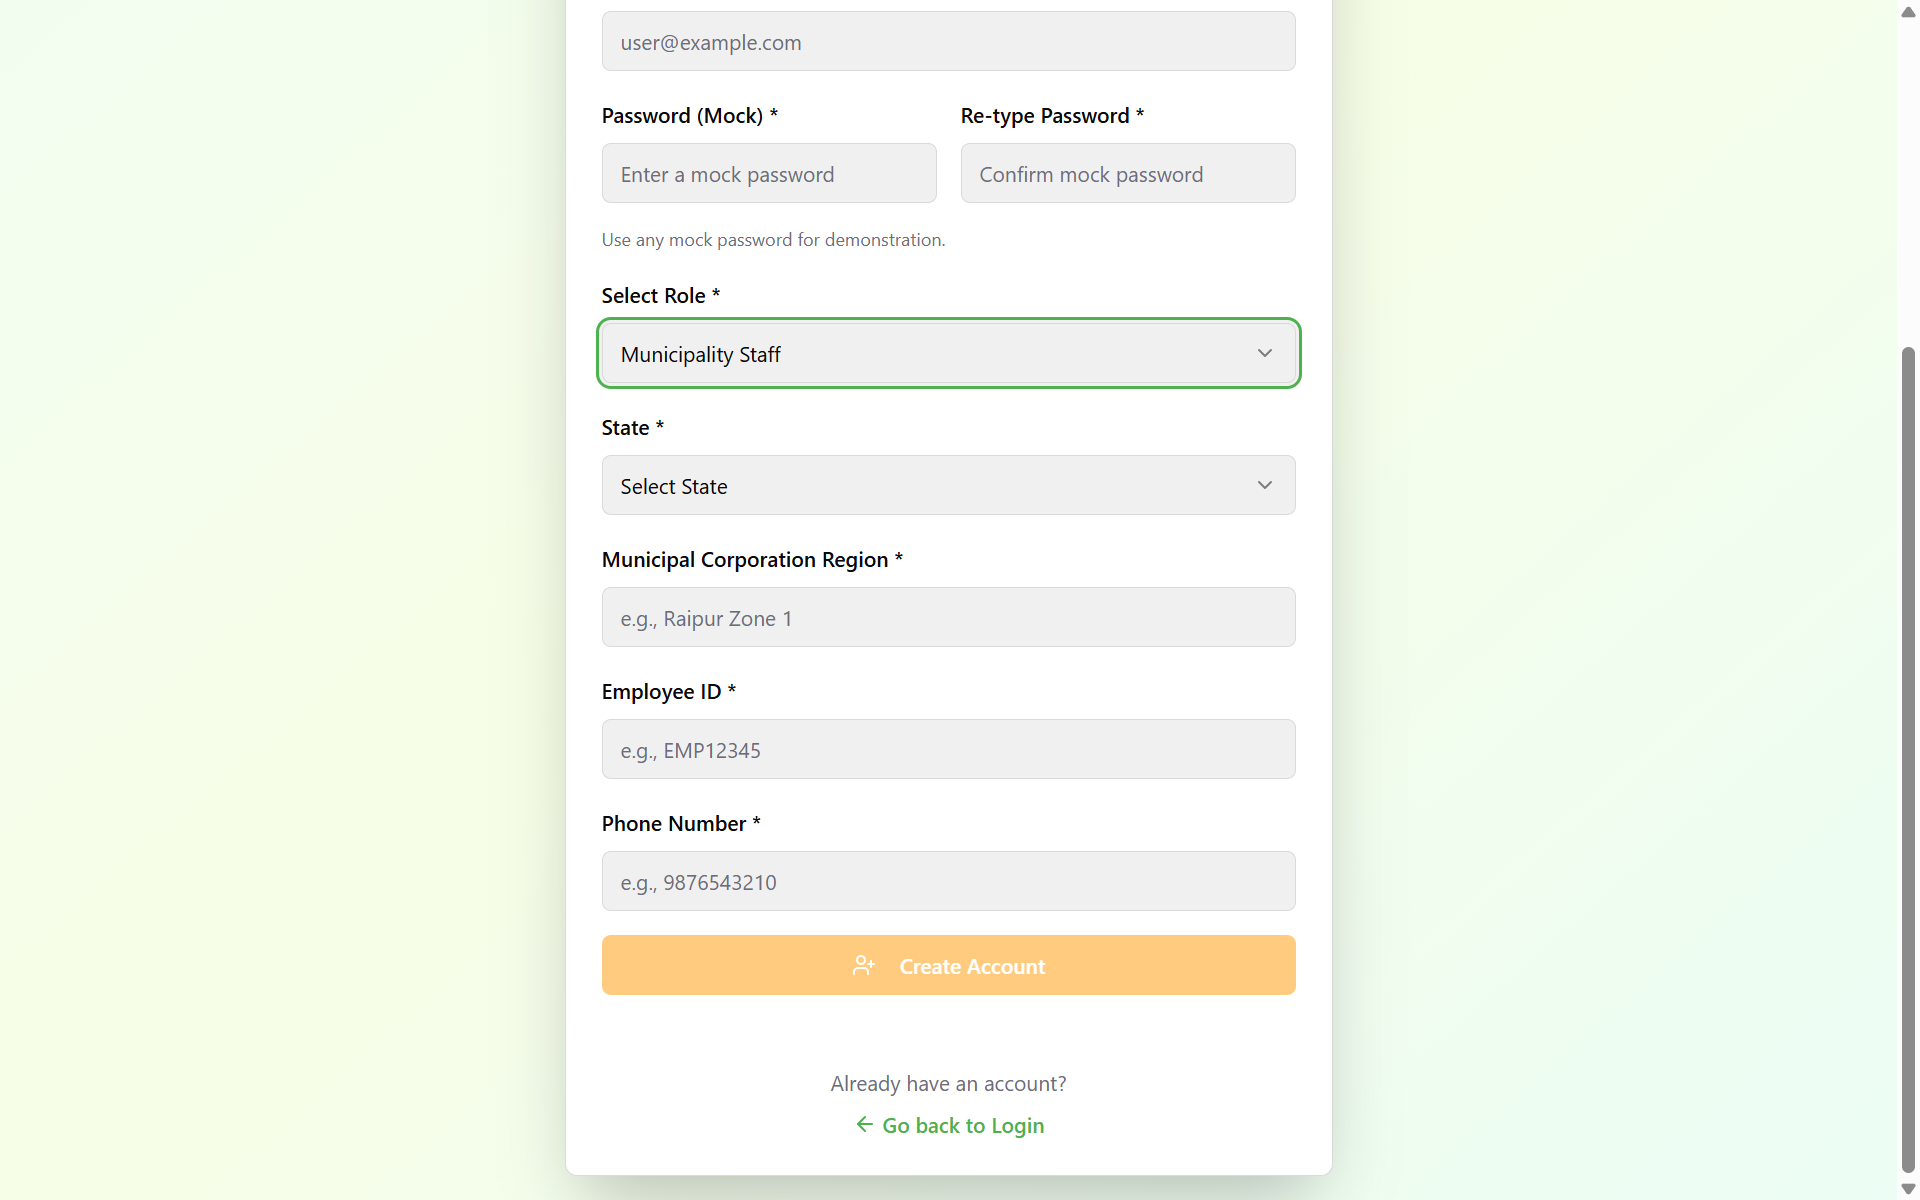 user@example.com
Password (Mock) *
Re-type Password *
Enter a mock password
Confirm mock password
Use any mock password for demonstration.
Select Role *
Municipality Staff
State *
Select State
Municipal Corporation Region *
e.g., Raipur Zone 1
Employee ID *
e.g., EMP12345
Phone Number *
e.g., 9876543210
Create Account
Already have an account?
Go back to Login